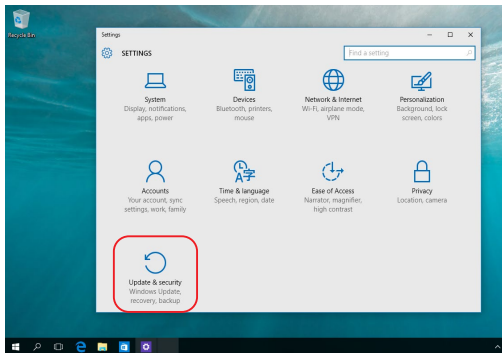 Recycle Bin
Settings
SETTINGS
Find a setting
System
Display, notifications,
apps, power
Devices
Bluetooth, printers,
mouse
Network & Internet
Wi-Fi, airplane mode,
VPN
Personalization
Background, lock
screen, colors
Accounts
Your account, sync
settings, work, family
Time & language
Speech, region, date
Ease of Access
Narrator, magnifier,
high contrast
Privacy
Location, camera
Update & security
Windows Update,
recovery, backup